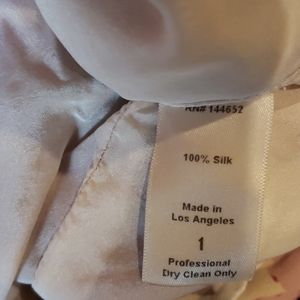 RN# 144652
100% Silk
Made in
Los Angeles
1
Professional
Dry Clean Only